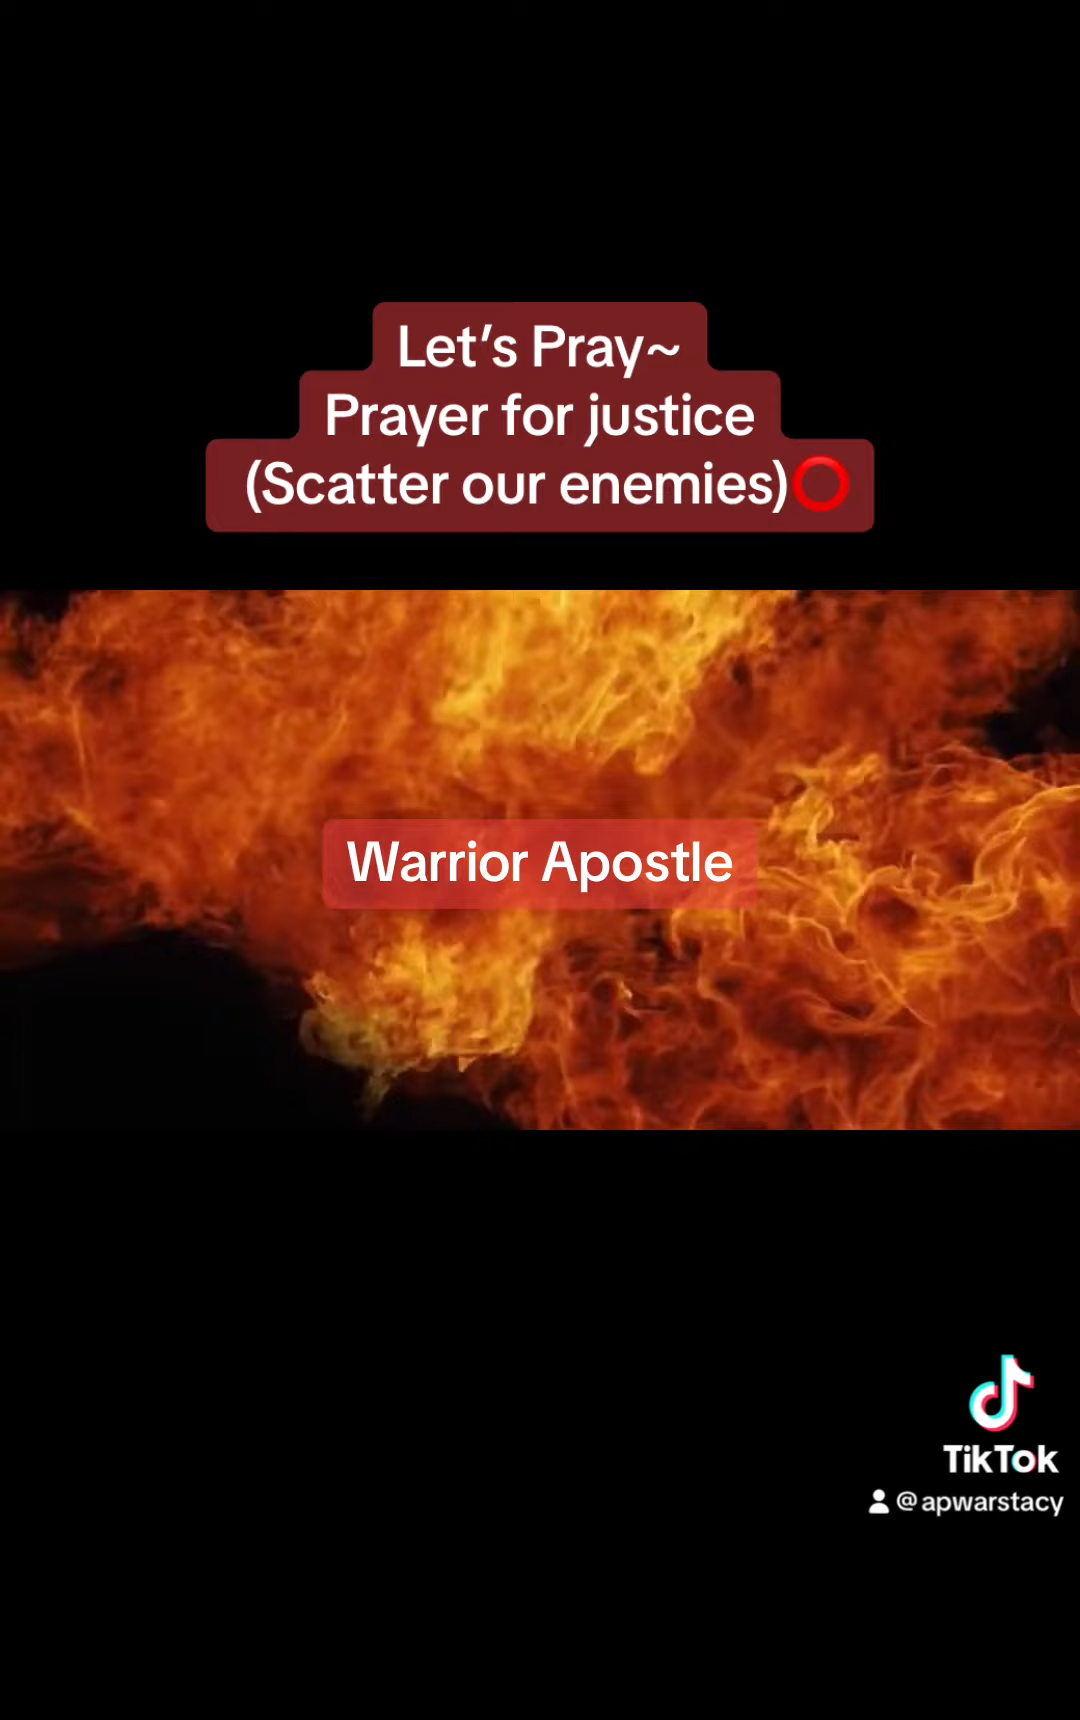 Let's Pray~
Prayer for justice
(Scatter our enemies)⭕
Warrior Apostle
TikTok
@apwarstacy